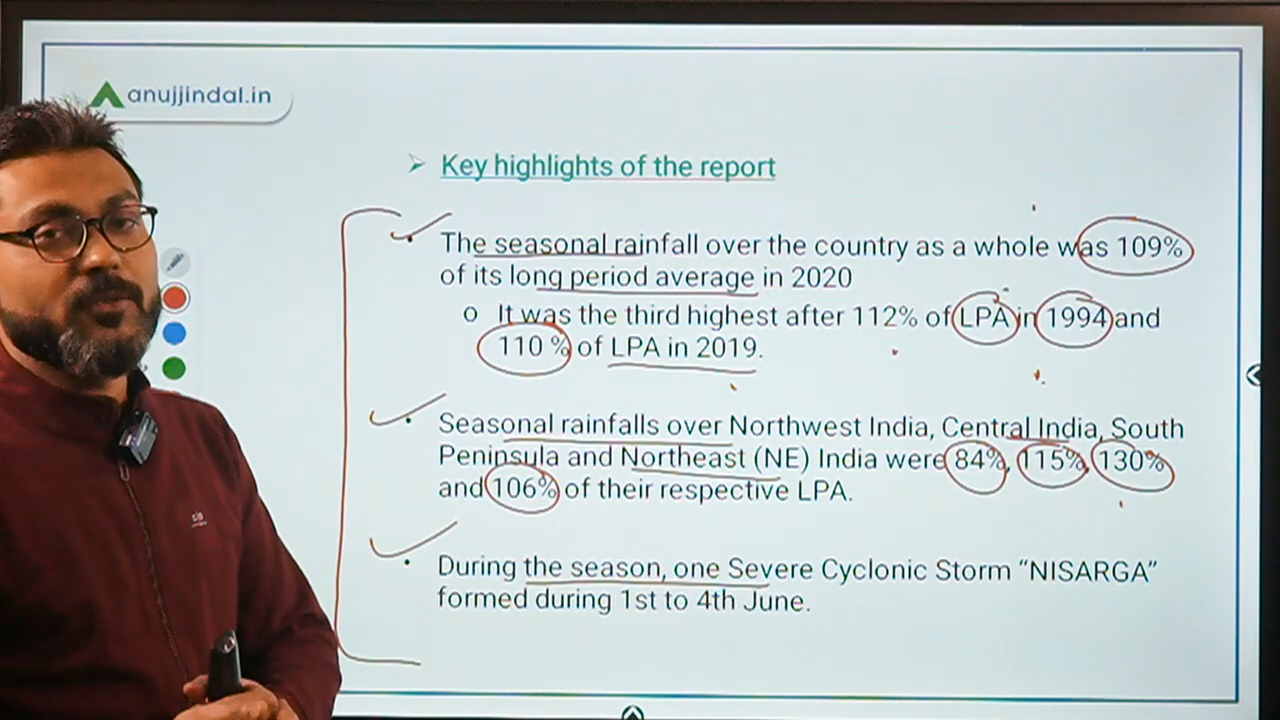 anujjindal.in
➢ Key highlights of the report
• The seasonal rainfall over the country as a whole was 109%
of its long period average in 2020
o It was the third highest after 112% of LPA in 1994 and
110 % of LPA in 2019.
• Seasonal rainfalls over Northwest India, Central India, South
Peninsula and Northeast (NE) India were 84%, 115%, 130%
and 106% of their respective LPA.
• During the season, one Severe Cyclonic Storm “NISARGA”
formed during 1st to 4th June.